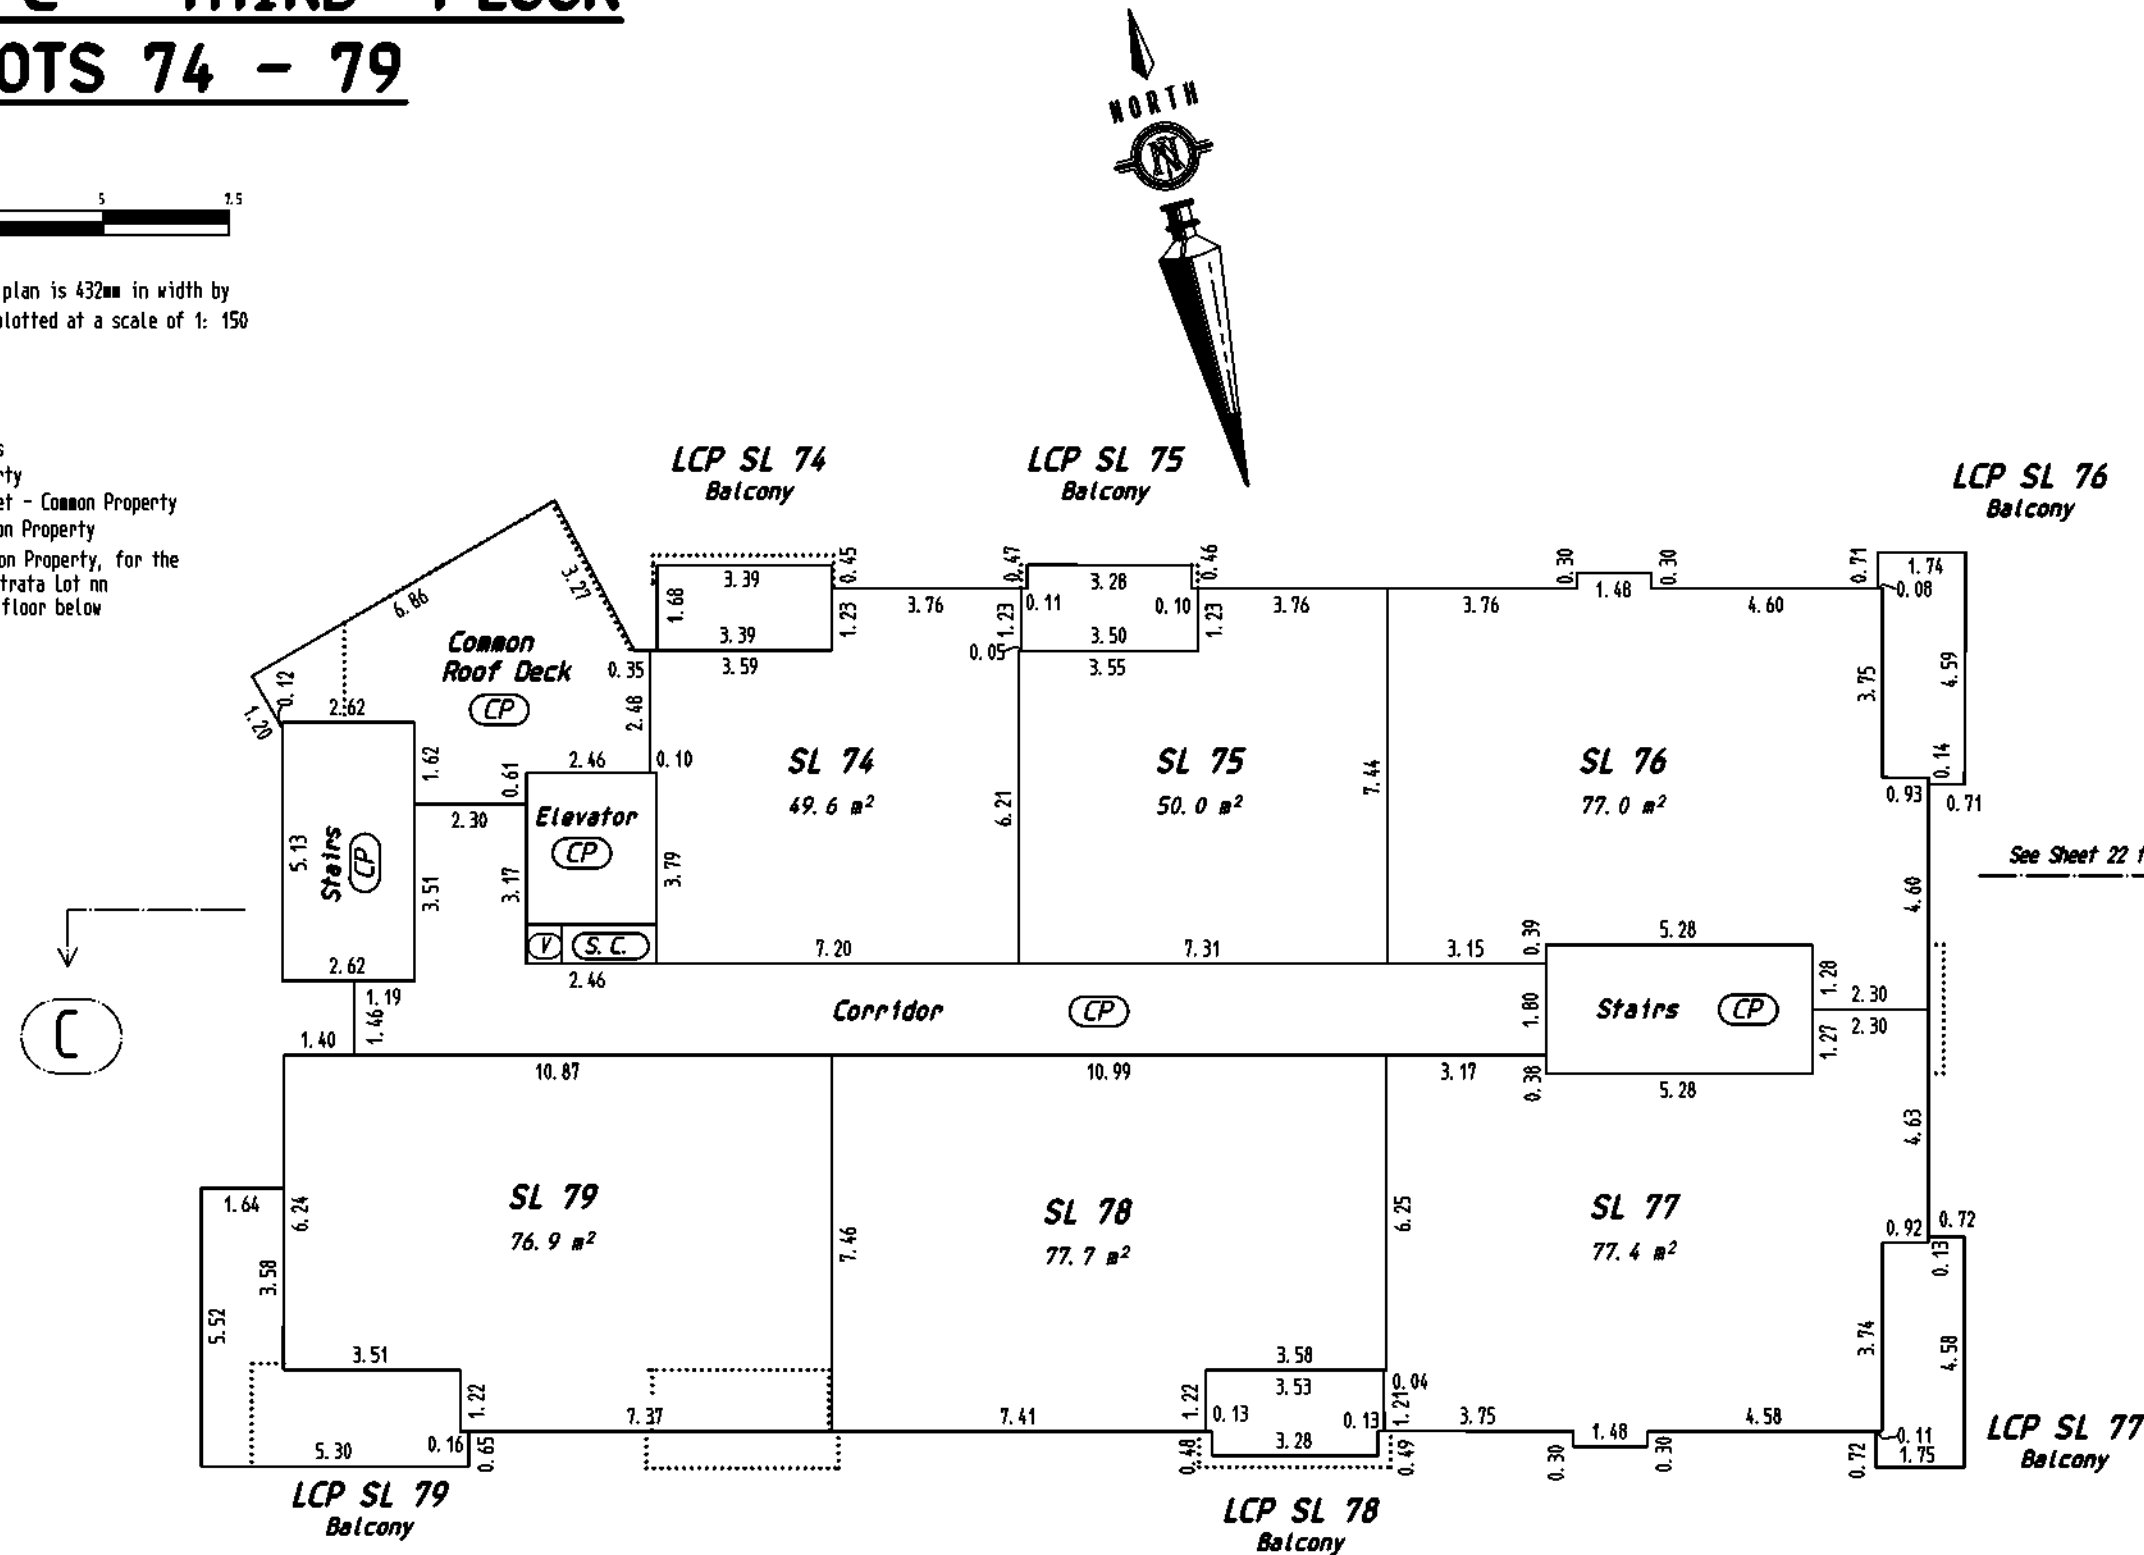 THIRD FLOOR
OTS 74 - 79
5 7.5
plan is 432mm in width by
plotted at a scale of 1: 150
NORTH
N
et - Common Property
on Property
on Property, for the
trata Lot nn
floor below
LCP SL 74
Balcony
LCP SL 75
Balcony
LCP SL 76
Balcony
6.86
3.27
3.39
1.68
3.39
3.59
0.45
1.23
3.76
0.47
0.11
1.23
0.05
3.28
0.10
3.50
3.55
0.46
1.23
3.76
3.76
0.30
1.48
0.30
4.60
0.71
1.74
0.08
3.75
4.59
0.14
0.93
0.71
Common
Roof Deck
CP
0.35
2.48
0.12
1.20
2.62
1.62
0.61
2.46
0.10
2.30
Elevator
CP
5.13
Stairs
CP
3.51
3.17
3.79
V
S.C.
2.62
2.46
SL 74
49.6 m²
6.21
SL 75
50.0 m²
7.44
SL 76
77.0 m²
4.60
See Sheet 22
7.20
7.31
3.15
0.39
5.28
1.28
2.30
C
1.19
1.46
1.40
Corridor
CP
1.80
Stairs
CP
2.30
1.27
10.87
10.99
3.17
0.38
5.28
4.63
1.64
6.24
SL 79
76.9 m²
7.46
SL 78
77.7 m²
6.25
SL 77
77.4 m²
0.92
0.72
0.13
3.58
5.52
3.51
1.22
3.58
3.53
0.04
1.21
3.74
4.58
7.37
7.41
1.22
0.13
0.13
3.75
1.48
4.58
0.11
1.75
5.30
0.16
0.65
0.48
3.28
0.49
0.30
0.30
0.72
LCP SL 77
Balcony
LCP SL 79
Balcony
LCP SL 78
Balcony